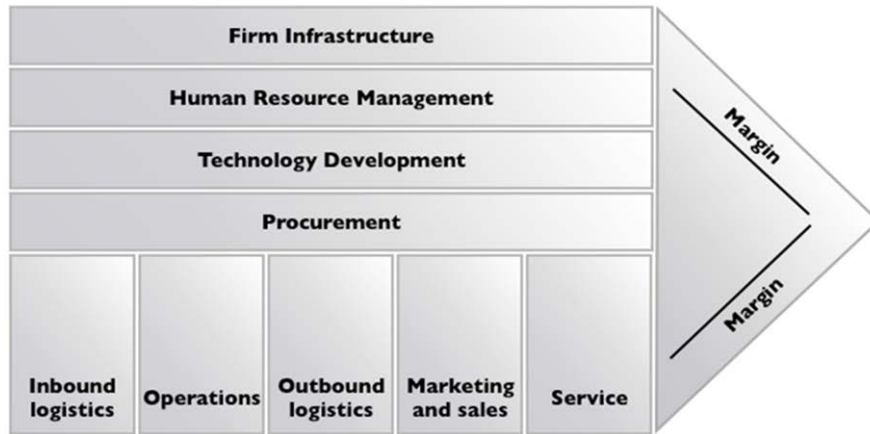 Firm Infrastructure
Human Resource Management
Technology Development
Procurement
Inbound
logistics
Operations
Outbound
logistics
Marketing
and sales
Service
Margin
Margin